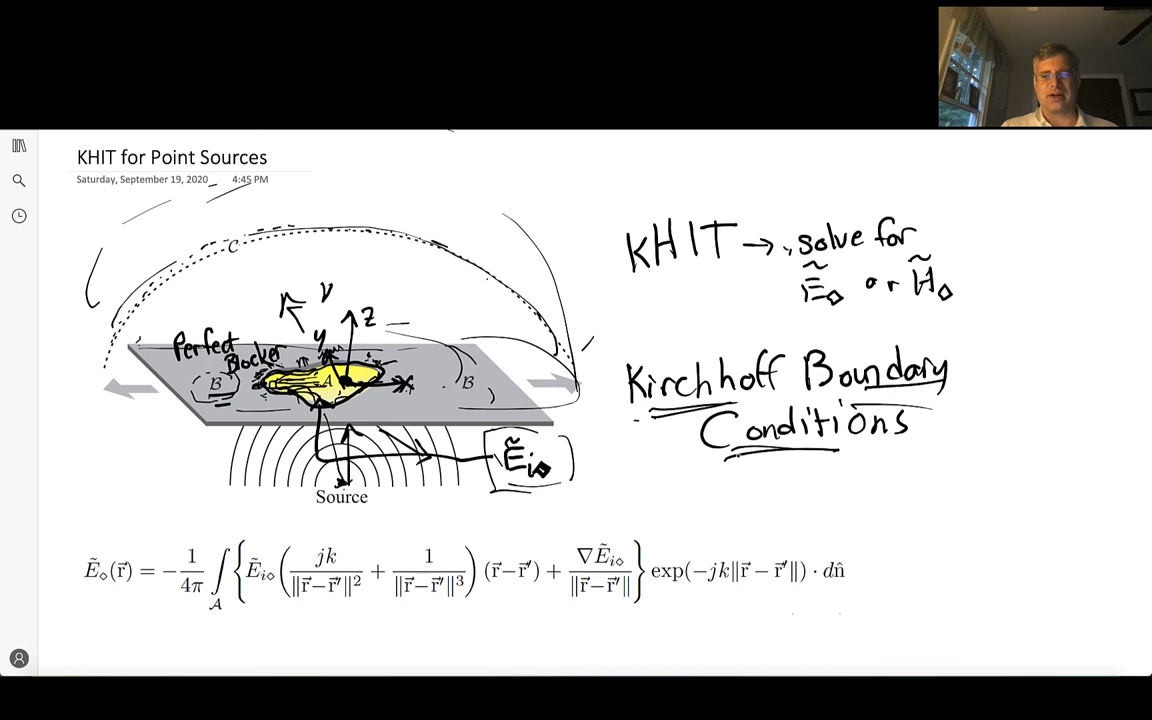 KHIT for Point Sources
Saturday, September 19, 2020 4:45 PM
KHIT → solve for
Ẽ◇ or H̃◇
C
ν
z
y
Perfect
Blocker
B
A
x
B
Kirchhoff Boundary
Conditions
Ẽi◇
Source
Ẽ◇(r⃗) = −1/4π ∫A {Ẽi◇ (jk/‖r⃗−r⃗′‖² + 1/‖r⃗−r⃗′‖³) (r⃗−r⃗′) + ∇Ẽi◇/‖r⃗−r⃗′‖} exp(−jk‖r⃗ − r⃗′‖) · dn̂